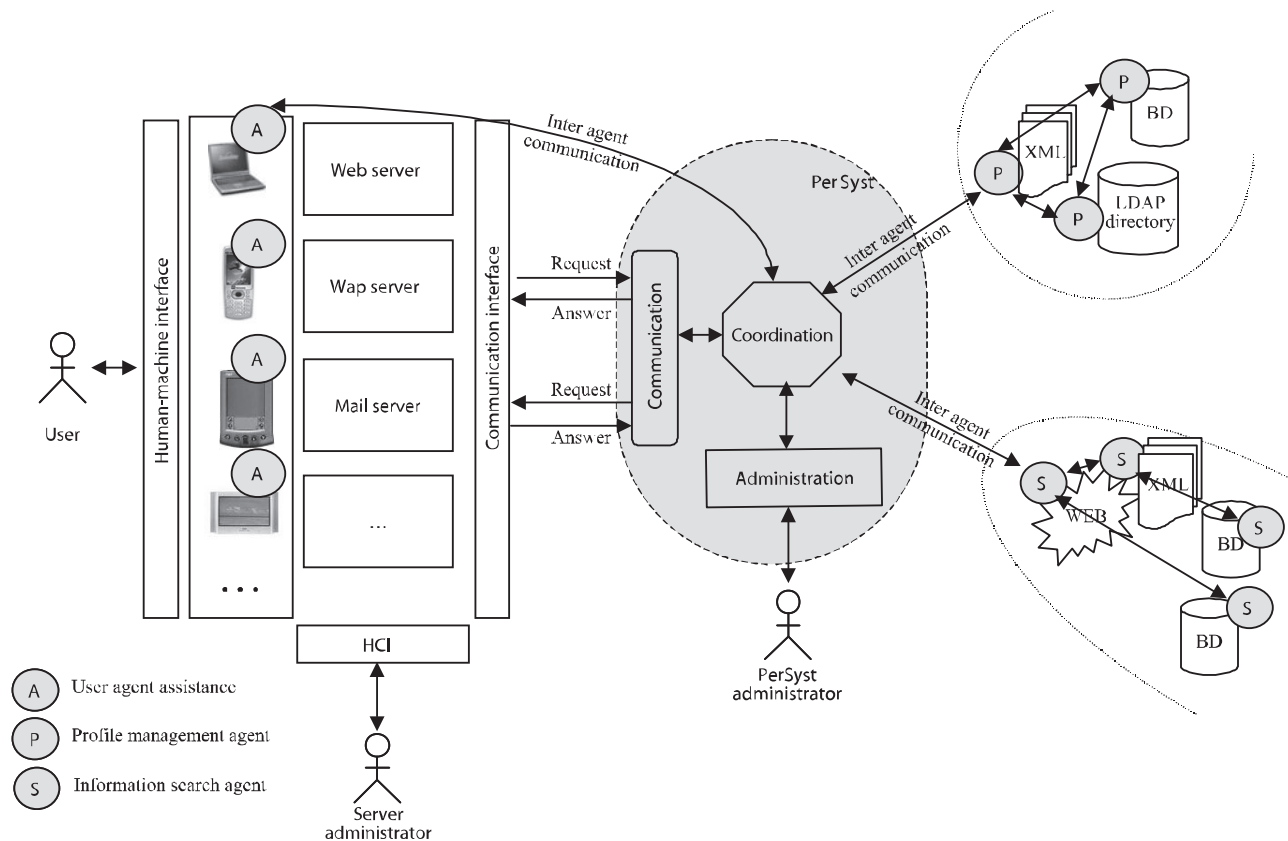 A
Human-machine interface
Web server
A
Wap server
A
Mail server
A
...
...
Communication interface
User
HCI
Server
administrator
Inter agent
communication
Request
Answer
Request
Answer
PerSyst
Communication
Coordination
Administration
PerSyst
administrator
Inter agent
communication
P
BD
XML
P
P
LDAP
directory
Inter agent
communication
S
S
XML
WEB
S
BD
S
BD
A User agent assistance
P Profile management agent
S Information search agent